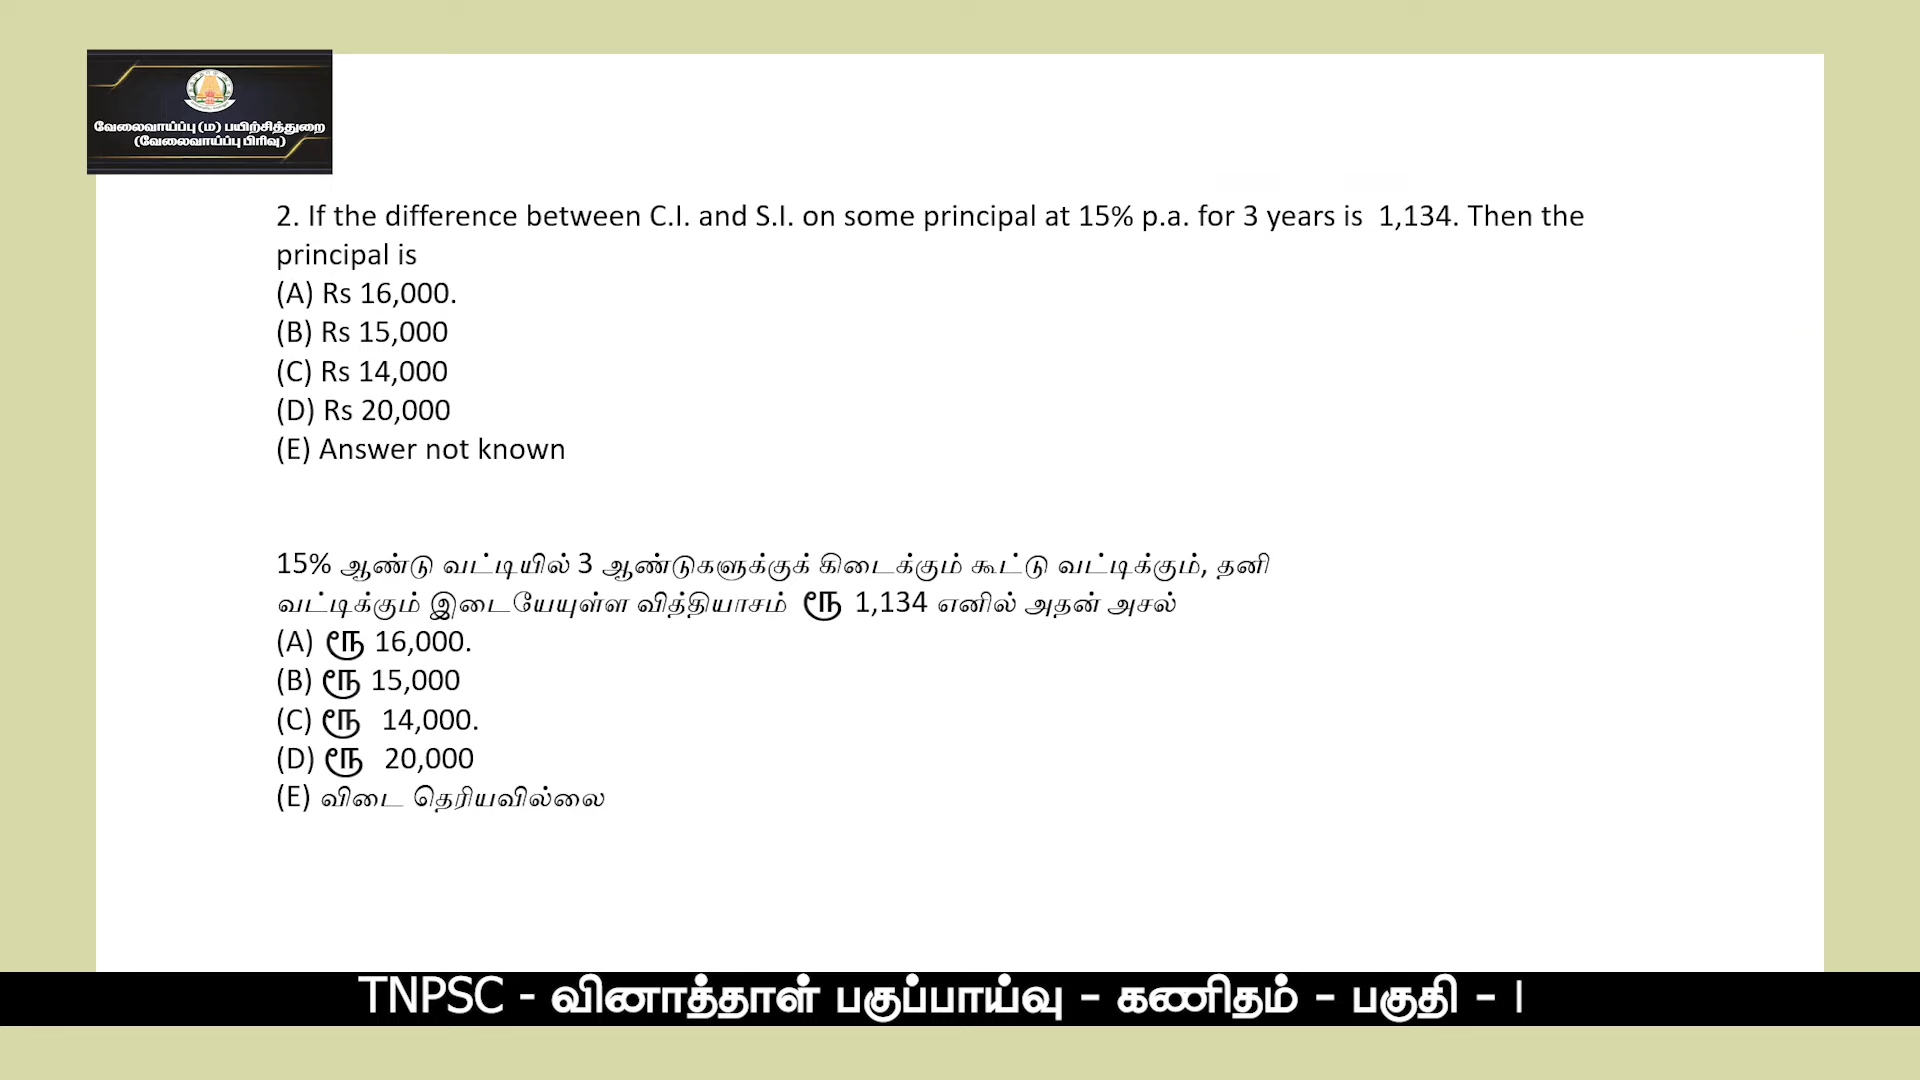 வேலைவாய்ப்பு (ம) பயிற்சித்துறை
(வேலைவாய்ப்பு பிரிவு)
2. If the difference between C.I. and S.I. on some principal at 15% p.a. for 3 years is 1,134. Then the
principal is
(A) Rs 16,000.
(B) Rs 15,000
(C) Rs 14,000
(D) Rs 20,000
(E) Answer not known
15% ஆண்டு வட்டியில் 3 ஆண்டுகளுக்குக் கிடைக்கும் கூட்டு வட்டிக்கும், தனி
வட்டிக்கும் இடையேயுள்ள வித்தியாசம் ரூ 1,134 எனில் அதன் அசல்
(A) ரூ 16,000.
(B) ரூ 15,000
(C) ரூ 14,000.
(D) ரூ 20,000
(E) விடை தெரியவில்லை
TNPSC - வினாத்தாள் பகுப்பாய்வு - கணிதம் - பகுதி - I